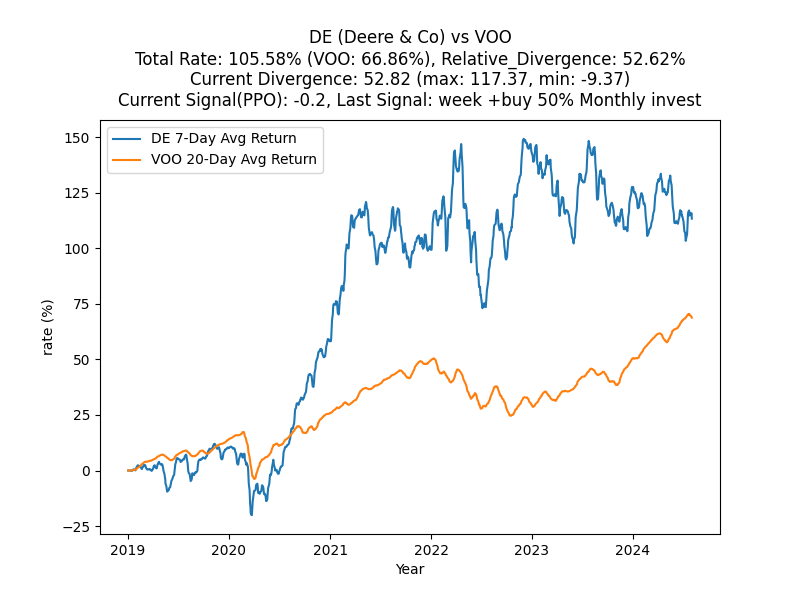 DE (Deere & Co) vs VOO
Total Rate: 105.58% (VOO: 66.86%), Relative_Divergence: 52.62%
Current Divergence: 52.82 (max: 117.37, min: -9.37)
Current Signal(PPO): -0.2, Last Signal: week +buy 50% Monthly invest
DE 7-Day Avg Return
VOO 20-Day Avg Return
150
125
100
75
50
25
0
−25
rate (%)
2019 2020 2021 2022 2023 2024
Year